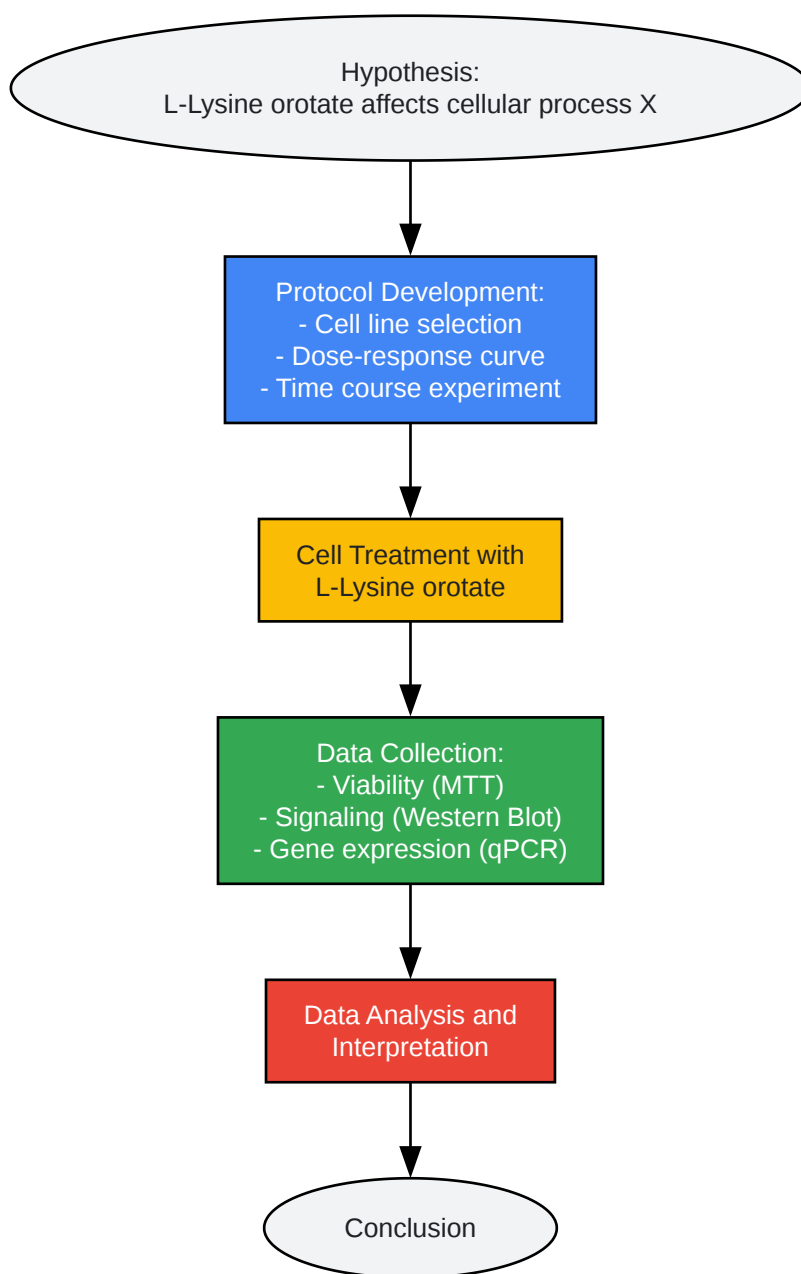 Hypothesis:
L-Lysine orotate affects cellular process X
Protocol Development:
- Cell line selection
- Dose-response curve
- Time course experiment
Cell Treatment with
L-Lysine orotate
Data Collection:
- Viability (MTT)
- Signaling (Western Blot)
- Gene expression (qPCR)
Data Analysis and
Interpretation
Conclusion